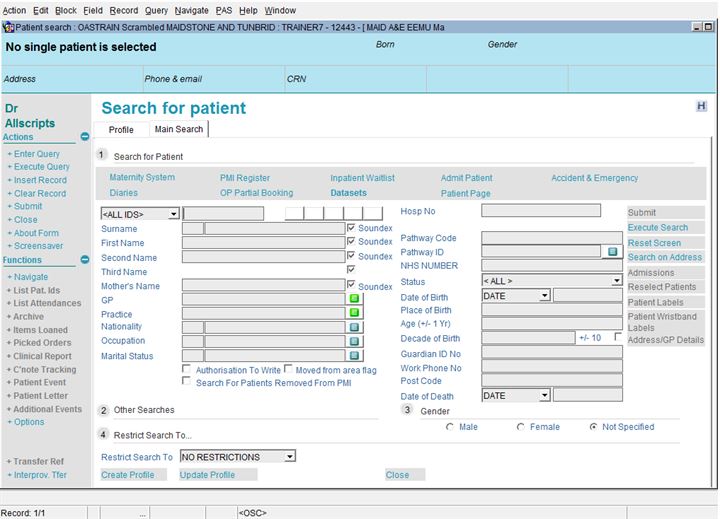 Action Edit Block Field Record Query Navigate PAS Help Window
Patient search : OASTRAIN Scrambled MAIDSTONE AND TUNBRID : TRAINER7 - 12443 - [ MAID A&E EEMU Ma
No single patient is selected
Born
Gender
Address
Phone & email
CRN
Dr
Allscripts
Actions
+ Enter Query
+ Execute Query
+ Insert Record
+ Clear Record
+ Submit
+ Close
+ About Form
+ Screensaver
Functions
+ Navigate
+ List Pat. Ids
+ List Attendances
+ Archive
+ Items Loaned
+ Picked Orders
+ Clinical Report
+ C'note Tracking
+ Patient Event
+ Patient Letter
+ Additional Events
+ Options
+ Transfer Ref
+ Interprov. Tfer
Search for patient
H
Profile
Main Search
1 Search for Patient
Maternity System PMI Register Inpatient Waitlist Admit Patient Accident & Emergency
Diaries OP Partial Booking Datasets Patient Page
<ALL IDS>
Surname Soundex
First Name Soundex
Second Name Soundex
Third Name
Mother's Name Soundex
GP
Practice
Nationality
Occupation
Marital Status
Authorisation To Write Moved from area flag
Search For Patients Removed From PMI
Hosp No
Pathway Code
Pathway ID
NHS NUMBER
Status < ALL >
Date of Birth DATE
Place of Birth
Age (+/- 1 Yr)
Decade of Birth +/- 10
Guardian ID No
Work Phone No
Post Code
Date of Death DATE
Submit
Execute Search
Reset Screen
Search on Address
Admissions
Reselect Patients
Patient Labels
Patient Wristband
Labels
Address/GP Details
2 Other Searches
3 Gender
Male Female Not Specified
4 Restrict Search To...
Restrict Search To NO RESTRICTIONS
Create Profile Update Profile Close
Record: 1/1 ... <OSC>